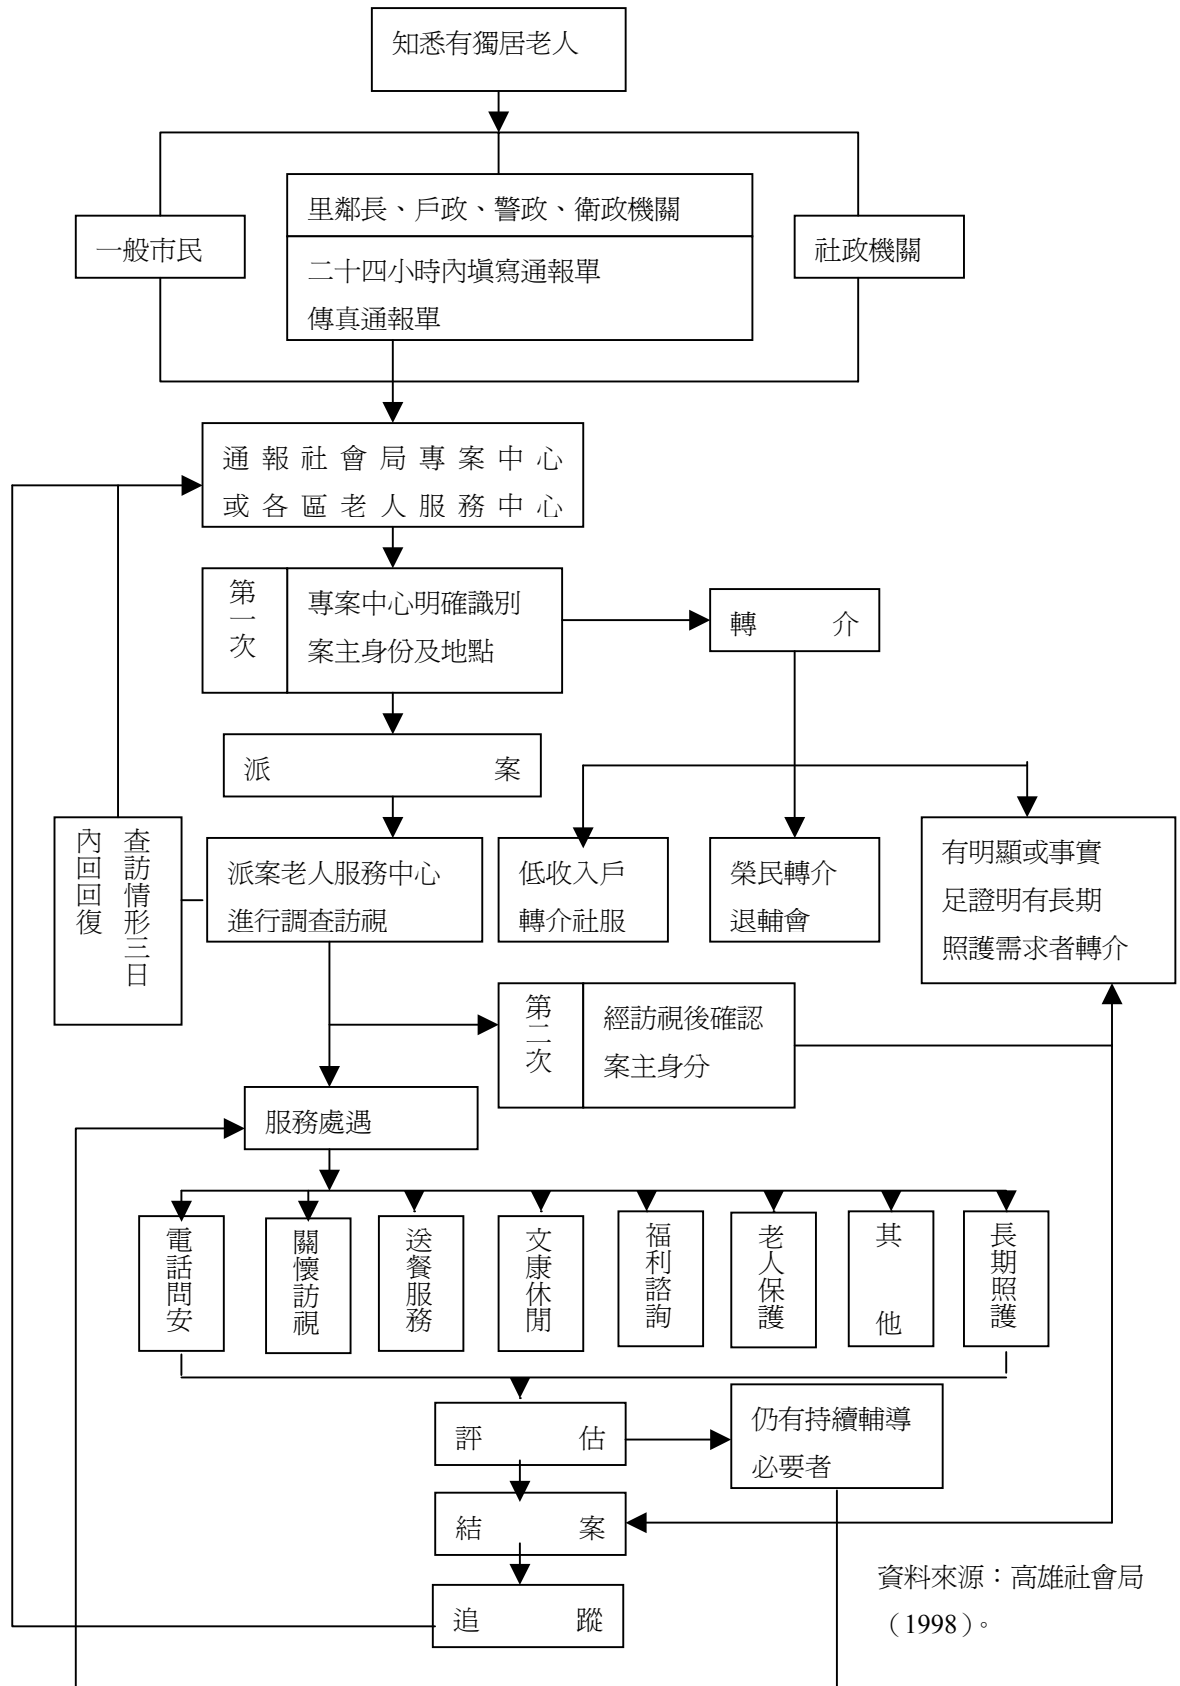 知悉有獨居老人
里鄰長、戶政、警政、衛政機關
一般市民
社政機關
二十四小時內填寫通報單
傳真通報單
通報社會局專案中心
或各區老人服務中心
第一次
專案中心明確識別
案主身份及地點
轉介
派案
查訪情形三日
內回回復
派案老人服務中心
進行調查訪視
低收入戶
轉介社服
榮民轉介
退輔會
有明顯或事實
足證明有長期
照護需求者轉介
第二次
經訪視後確認
案主身分
服務處遇
電話問安
關懷訪視
送餐服務
文康休閒
福利諮詢
老人保護
其他
長期照護
評估
仍有持續輔導
必要者
結案
追蹤
資料來源：高雄社會局
（1998）。